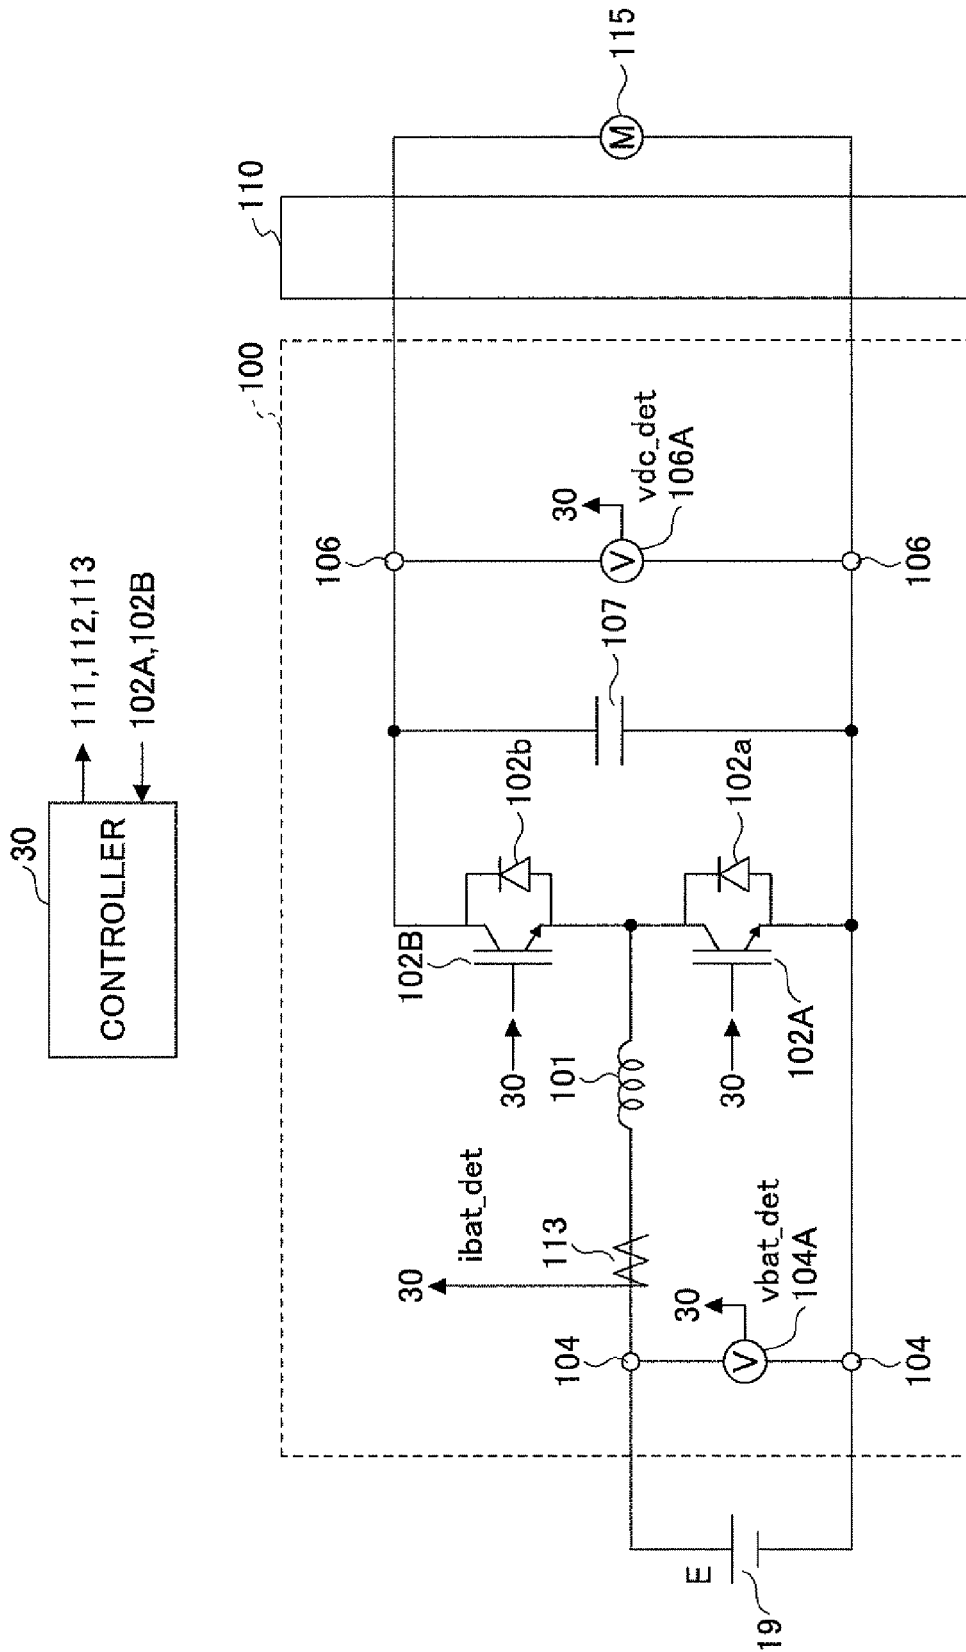 30
CONTROLLER
111,112,113
102A,102B
100
110
115
M
106
30
vdc_det
106A
V
106
107
102b
102B
30
102a
102A
30
101
ibat_det
30
113
104
30
vbat_det
104A
V
104
E
19